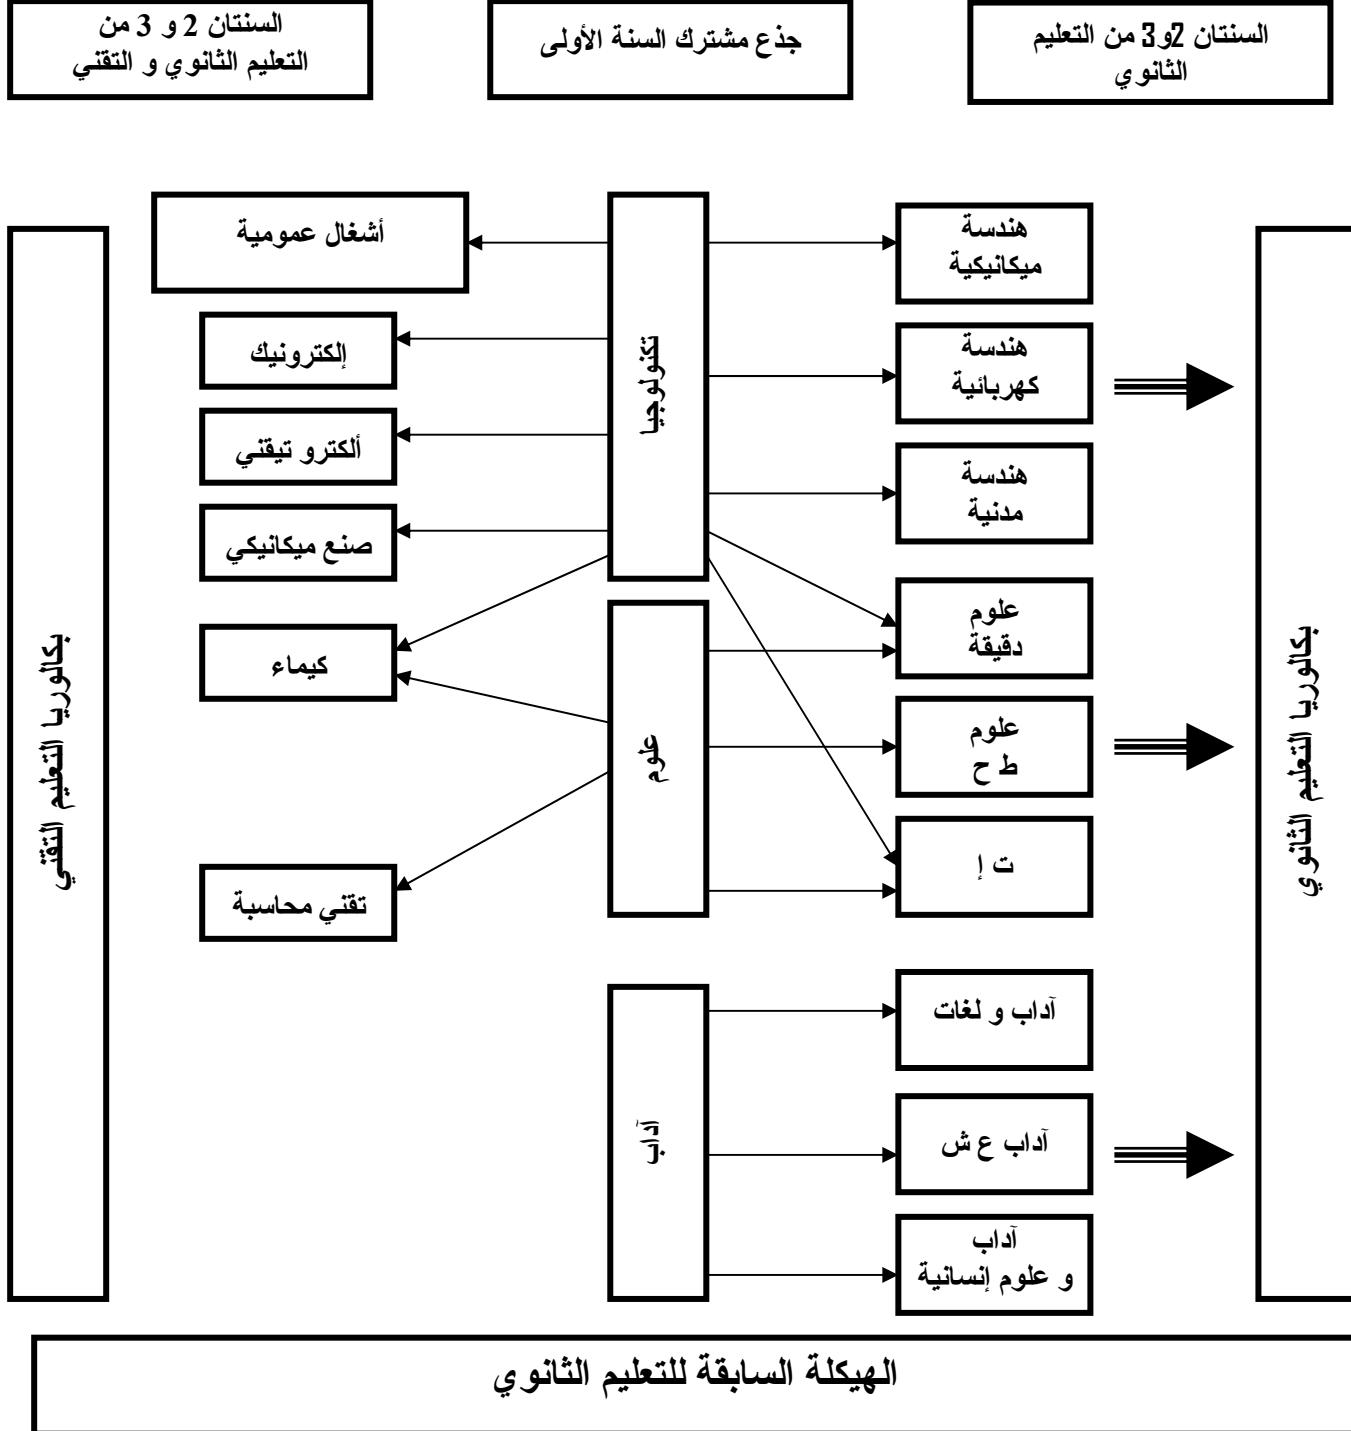 السنتان 2و3 من التعليم
الثانوي
جذع مشترك السنة الأولى
السنتان 2 و 3 من
التعليم الثانوي و التقني
هندسة
ميكانيكية
هندسة
كهربائية
هندسة
مدنية
علوم
دقيقة
علوم
ط ح
ت إ
آداب و لغات
آداب ع ش
آداب
و علوم إنسانية
بكالوريا التعليم الثانوي
تكنولوجيا
علوم
آداب
أشغال عمومية
إلكترونيك
ألكترو تيقني
صنع ميكانيكي
كيماء
تقني محاسبة
بكالوريا التعليم التقني
الهيكلة السابقة للتعليم الثانوي